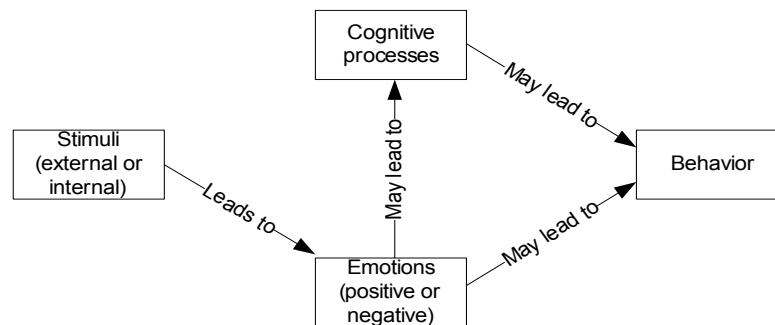 Cognitive
processes
May lead to
Stimuli
(external or
internal)
Leads to
May lead to
Behavior
Emotions
(positive or
negative)
May lead to